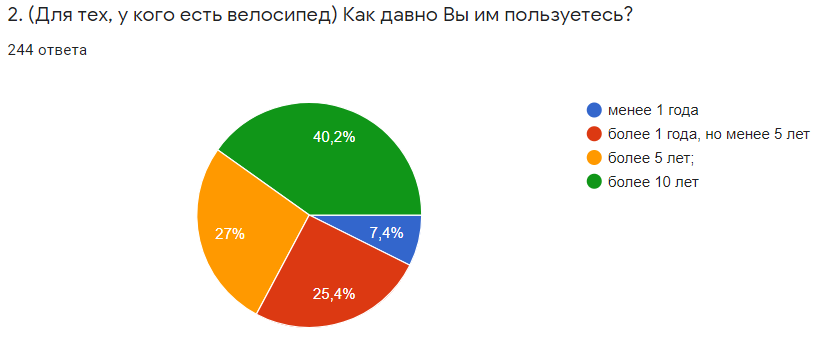 2. (Для тех, у кого есть велосипед) Как давно Вы им пользуетесь?
244 ответа
менее 1 года
более 1 года, но менее 5 лет
более 5 лет;
более 10 лет
40,2%
7,4%
27%
25,4%